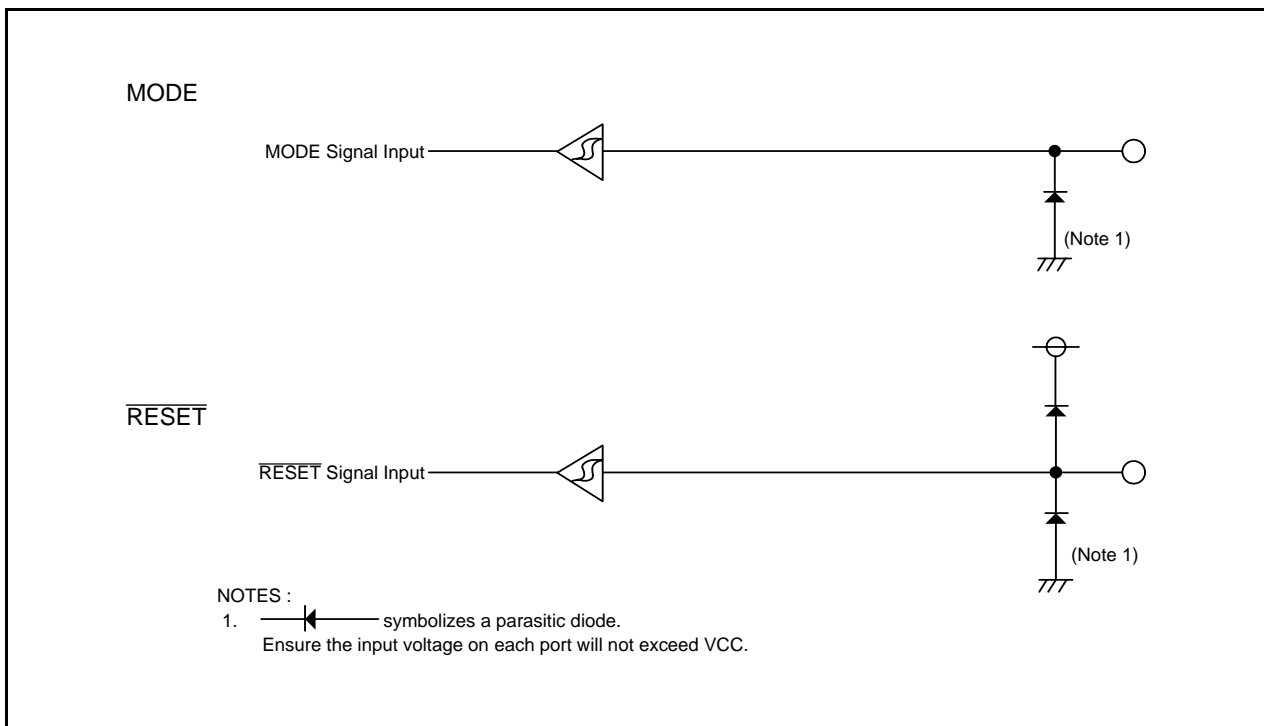 MODE
MODE Signal Input
(Note 1)
RESET
RESET Signal Input
(Note 1)
NOTES :
1. symbolizes a parasitic diode.
Ensure the input voltage on each port will not exceed VCC.